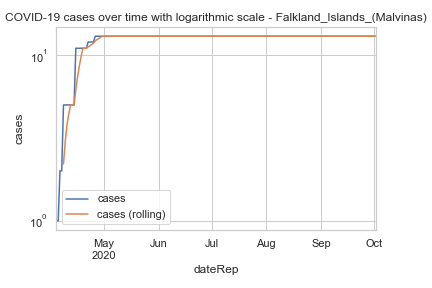 COVID-19 cases over time with logarithmic scale - Falkland_Islands_(Malvinas)
10¹
cases
10⁰
cases
cases (rolling)
May
2020
Jun
Jul
Aug
Sep
Oct
dateRep